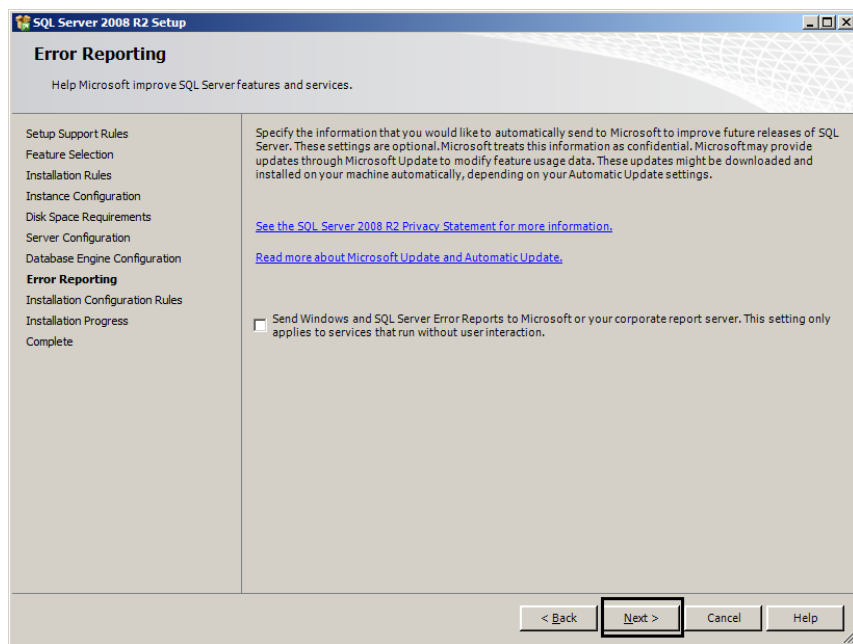 SQL Server 2008 R2 Setup
Error Reporting
Help Microsoft improve SQL Server features and services.
Setup Support Rules
Feature Selection
Installation Rules
Instance Configuration
Disk Space Requirements
Server Configuration
Database Engine Configuration
Error Reporting
Installation Configuration Rules
Installation Progress
Complete
Specify the information that you would like to automatically send to Microsoft to improve future releases of SQL
Server. These settings are optional. Microsoft treats this information as confidential. Microsoft may provide
updates through Microsoft Update to modify feature usage data. These updates might be downloaded and
installed on your machine automatically, depending on your Automatic Update settings.
See the SQL Server 2008 R2 Privacy Statement for more information.
Read more about Microsoft Update and Automatic Update.
Send Windows and SQL Server Error Reports to Microsoft or your corporate report server. This setting only
applies to services that run without user interaction.
< Back
Next >
Cancel
Help